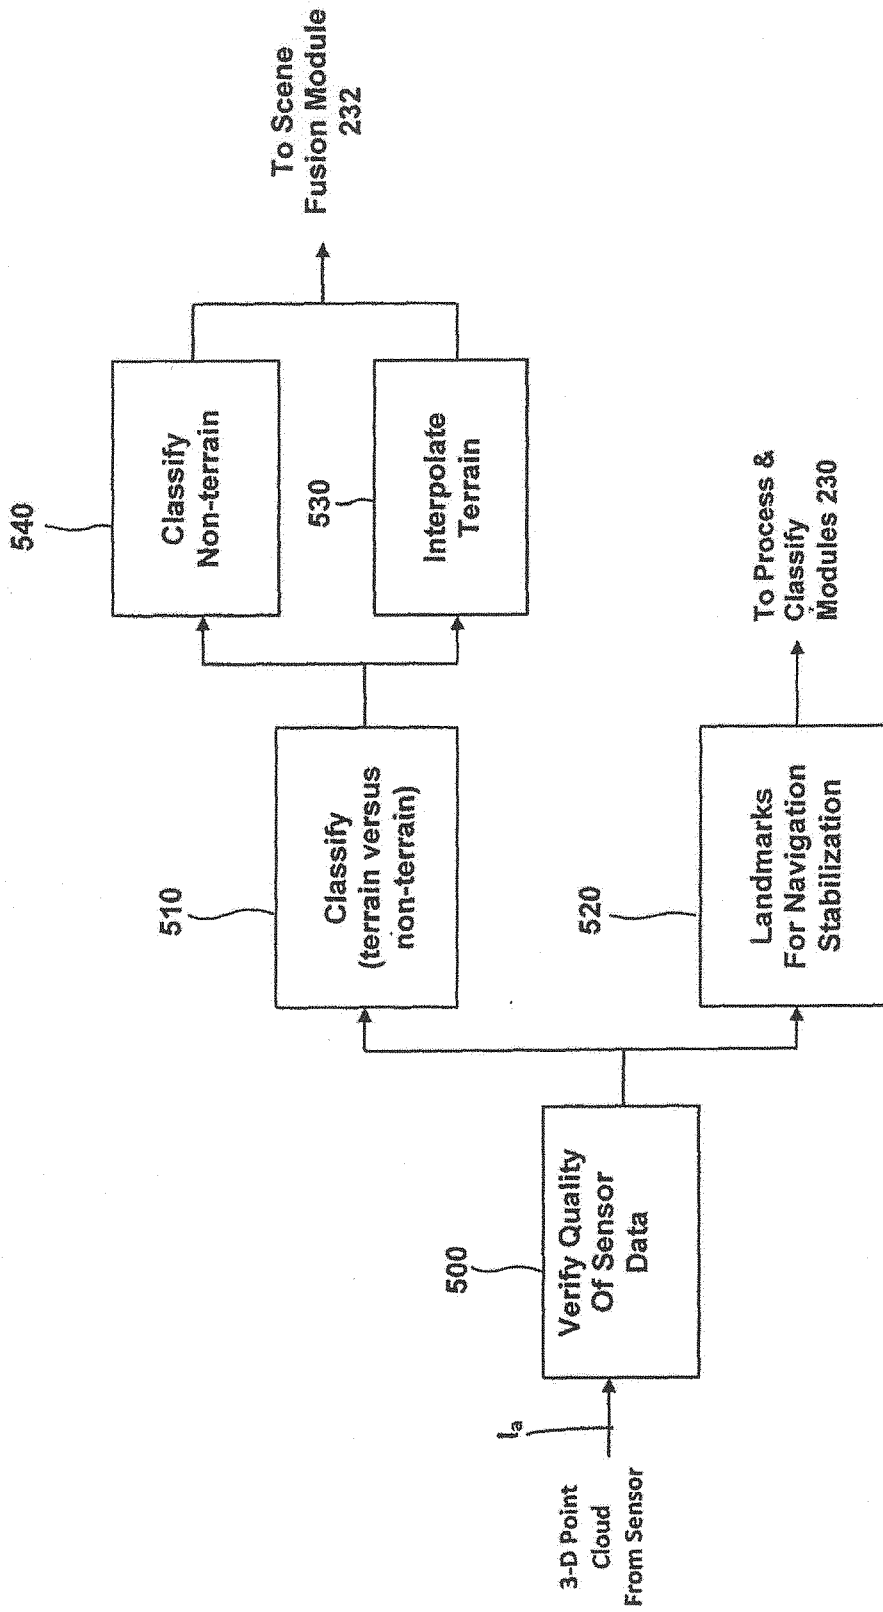 3-D Point
Cloud
From Sensor
Ia
500
Verify Quality
Of Sensor
Data
510
Classify
(terrain versus
non-terrain)
520
Landmarks
For Navigation
Stabilization
540
Classify
Non-terrain
530
Interpolate
Terrain
To Scene
Fusion Module
232
To Process &
Classify
Modules 230